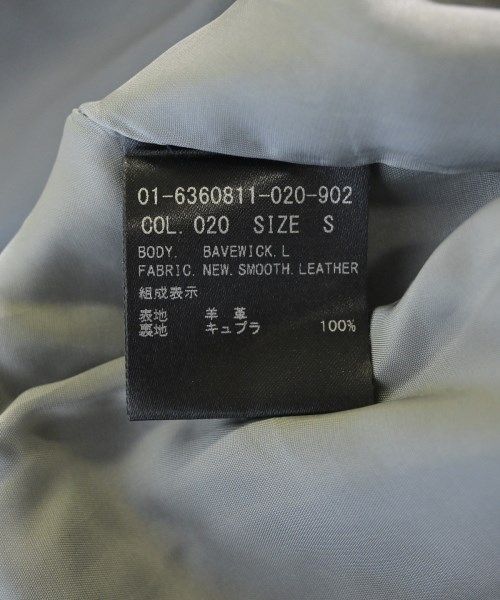 01-6360811-020-902
COL. 020 SIZE S
BODY. BAVEWICK. L
FABRIC. NEW. SMOOTH. LEATHER
組成表示
表地 羊 革
裏地 キュプラ 100%